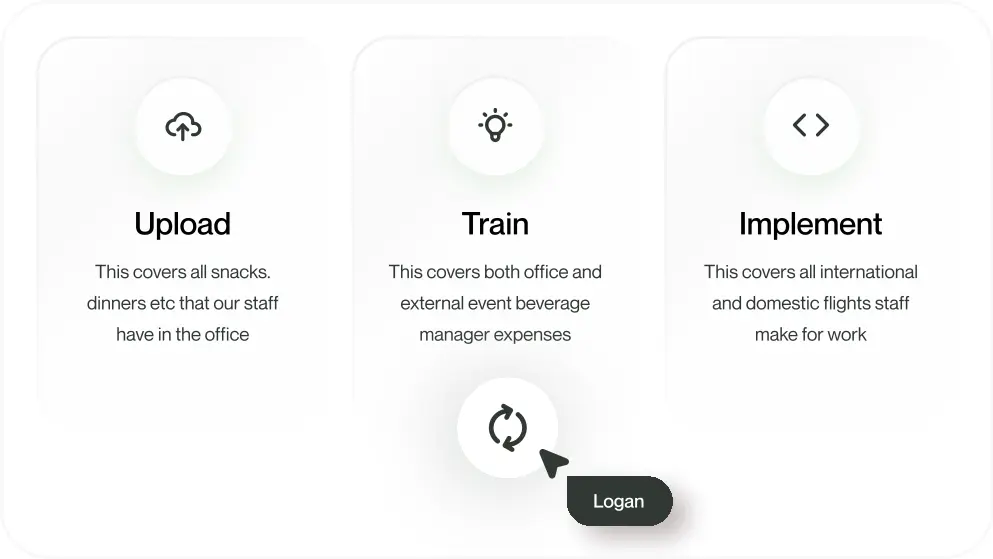 Upload
This covers all snacks.
dinners etc that our staff
have in the office
Train
This covers both office and
external event beverage
manager expenses
Implement
This covers all international
and domestic flights staff
make for work
Logan